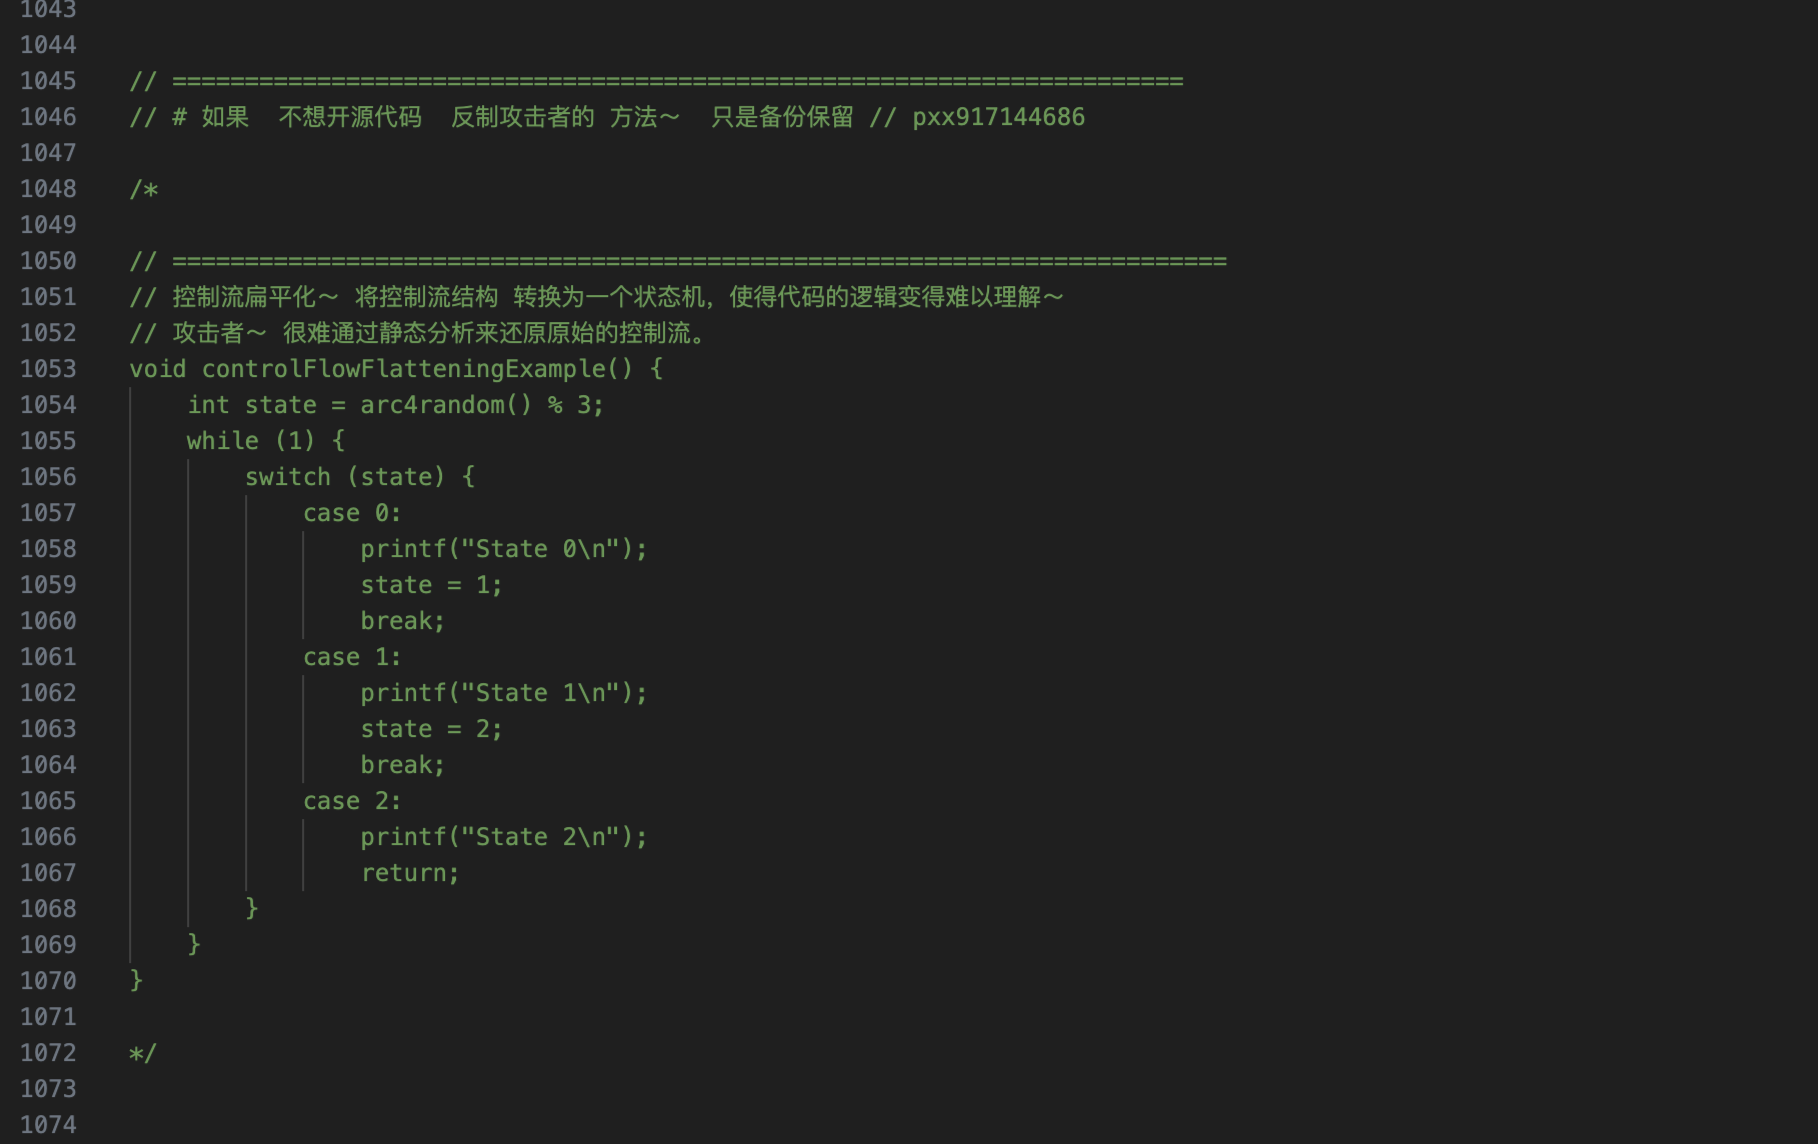 1043
1044
1045 // ======================================================================
1046 // # 如果  不想开源代码  反制攻击者的 方法～  只是备份保留 // pxx917144686
1047
1048 /*
1049
1050 // =========================================================================
1051 // 控制流扁平化～ 将控制流结构 转换为一个状态机，使得代码的逻辑变得难以理解～
1052 // 攻击者～ 很难通过静态分析来还原原始的控制流。
1053 void controlFlowFlatteningExample() {
1054     int state = arc4random() % 3;
1055     while (1) {
1056         switch (state) {
1057             case 0:
1058                 printf("State 0\n");
1059                 state = 1;
1060                 break;
1061             case 1:
1062                 printf("State 1\n");
1063                 state = 2;
1064                 break;
1065             case 2:
1066                 printf("State 2\n");
1067                 return;
1068         }
1069     }
1070 }
1071
1072 */
1073
1074